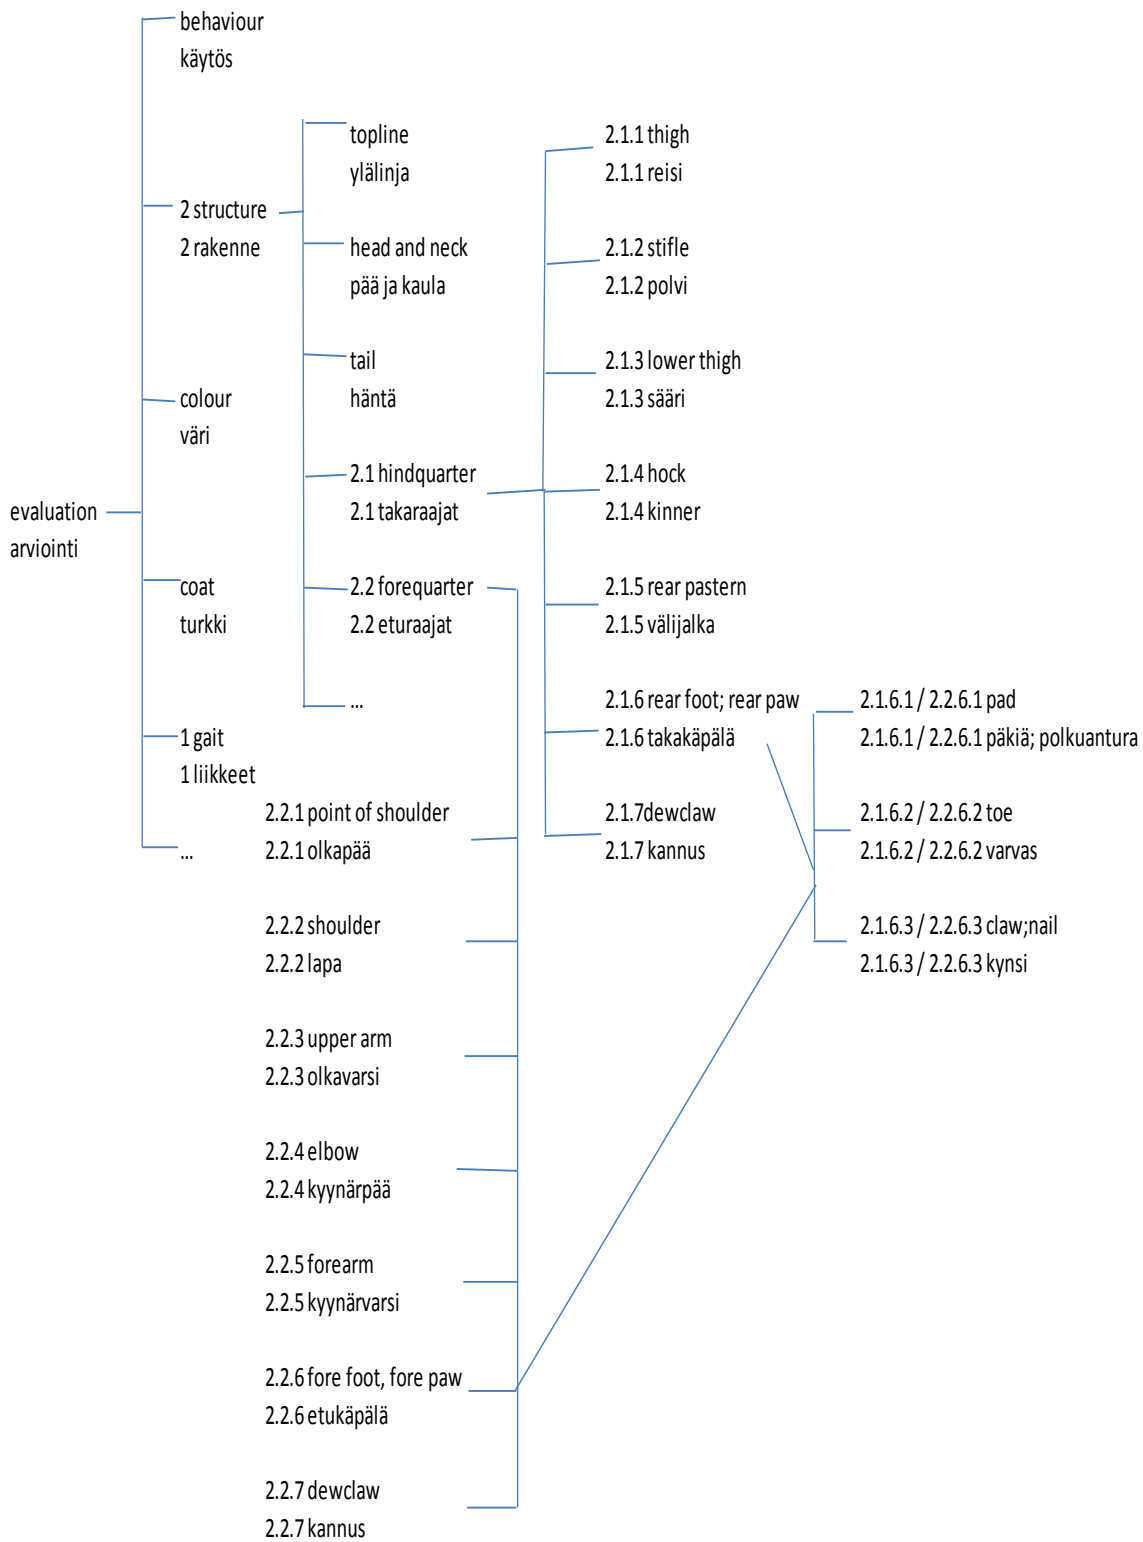 behaviour
käytös
topline
ylälinja
2.1.1 thigh
2.1.1 reisi
2 structure
2 rakenne
head and neck
pää ja kaula
2.1.2 stifle
2.1.2 polvi
tail
häntä
2.1.3 lower thigh
2.1.3 sääri
colour
väri
2.1 hindquarter
2.1 takaraajat
2.1.4 hock
2.1.4 kinner
evaluation
arviointi
coat
turkki
2.2 forequarter
2.2 eturaajat
2.1.5 rear pastern
2.1.5 välijalka
...
2.1.6 rear foot; rear paw
2.1.6 takakäpälä
2.1.6.1 / 2.2.6.1 pad
2.1.6.1 / 2.2.6.1 päkiä; polkuantura
1 gait
1 liikkeet
...
2.2.1 point of shoulder
2.2.1 olkapää
2.1.7dewclaw
2.1.7 kannus
2.1.6.2 / 2.2.6.2 toe
2.1.6.2 / 2.2.6.2 varvas
2.2.2 shoulder
2.2.2 lapa
2.1.6.3 / 2.2.6.3 claw;nail
2.1.6.3 / 2.2.6.3 kynsi
2.2.3 upper arm
2.2.3 olkavarsi
2.2.4 elbow
2.2.4 kyynärpää
2.2.5 forearm
2.2.5 kyynärvarsi
2.2.6 fore foot, fore paw
2.2.6 etukäpälä
2.2.7 dewclaw
2.2.7 kannus